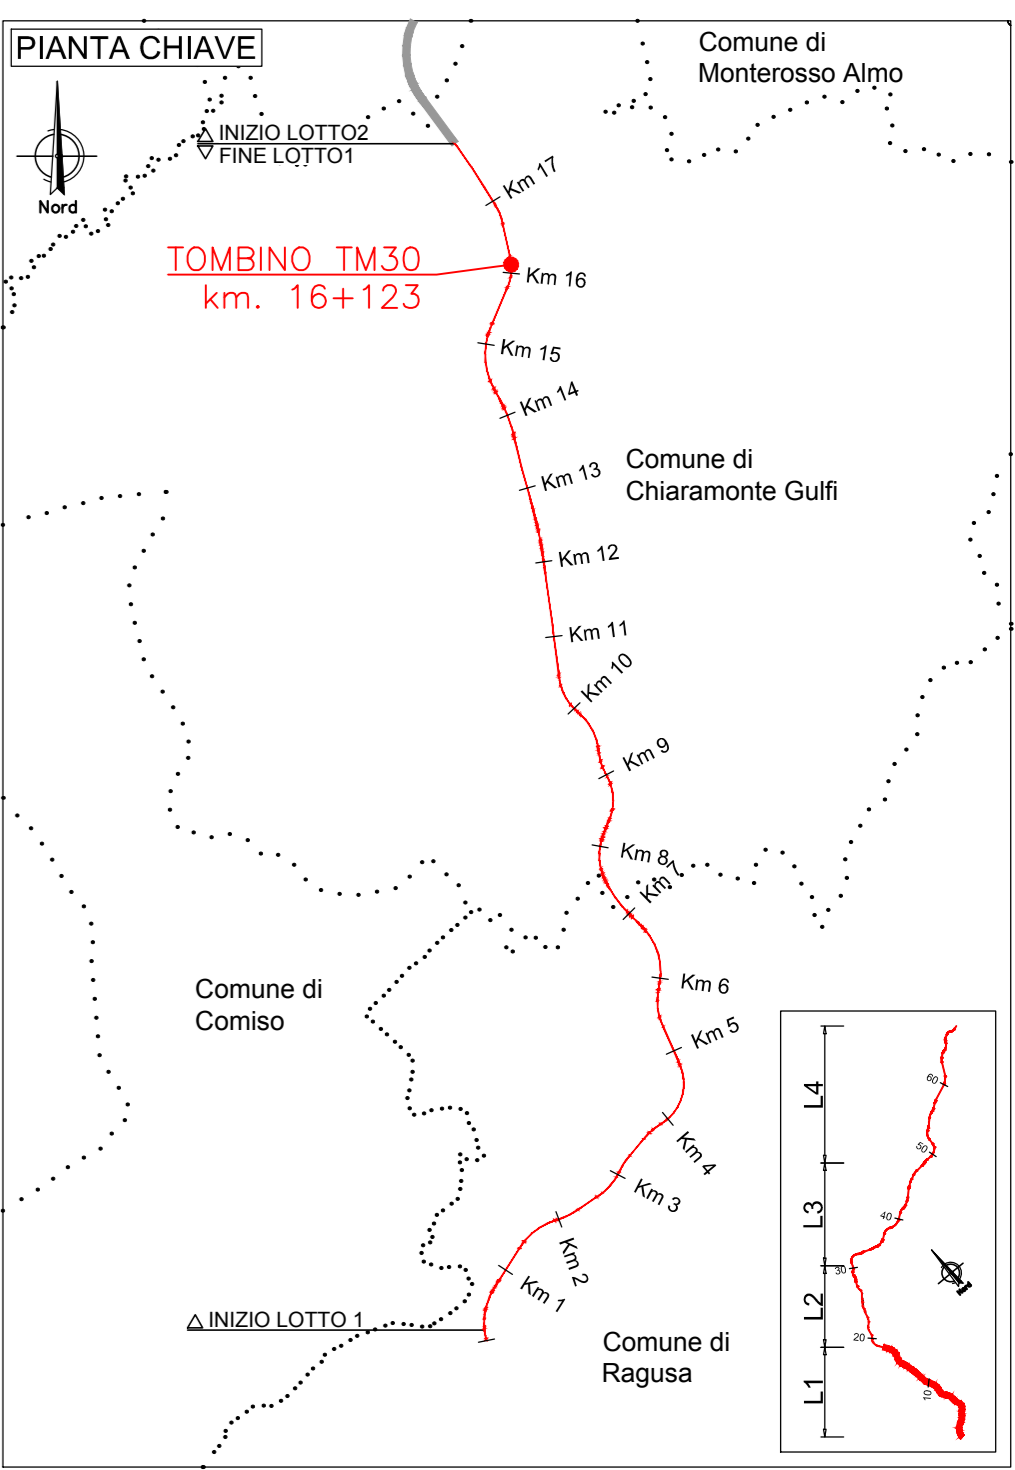 PIANTA CHIAVE
Comune di
Monterosso Almo
Nord
INIZIO LOTTO2
FINE LOTTO1
Km 17
TOMBINO TM30
km. 16+123
Km 16
Km 15
Km 14
Comune di
Chiaramonte Gulfi
Km 13
Km 12
Km 11
Km 10
Km 9
Km 8
Km 7
Comune di
Comiso
Km 6
Km 5
Km 4
Km 3
Km 2
Km 1
INIZIO LOTTO 1
Comune di
Ragusa
L4
60
50
L3
40
30
L2
20
L1
10